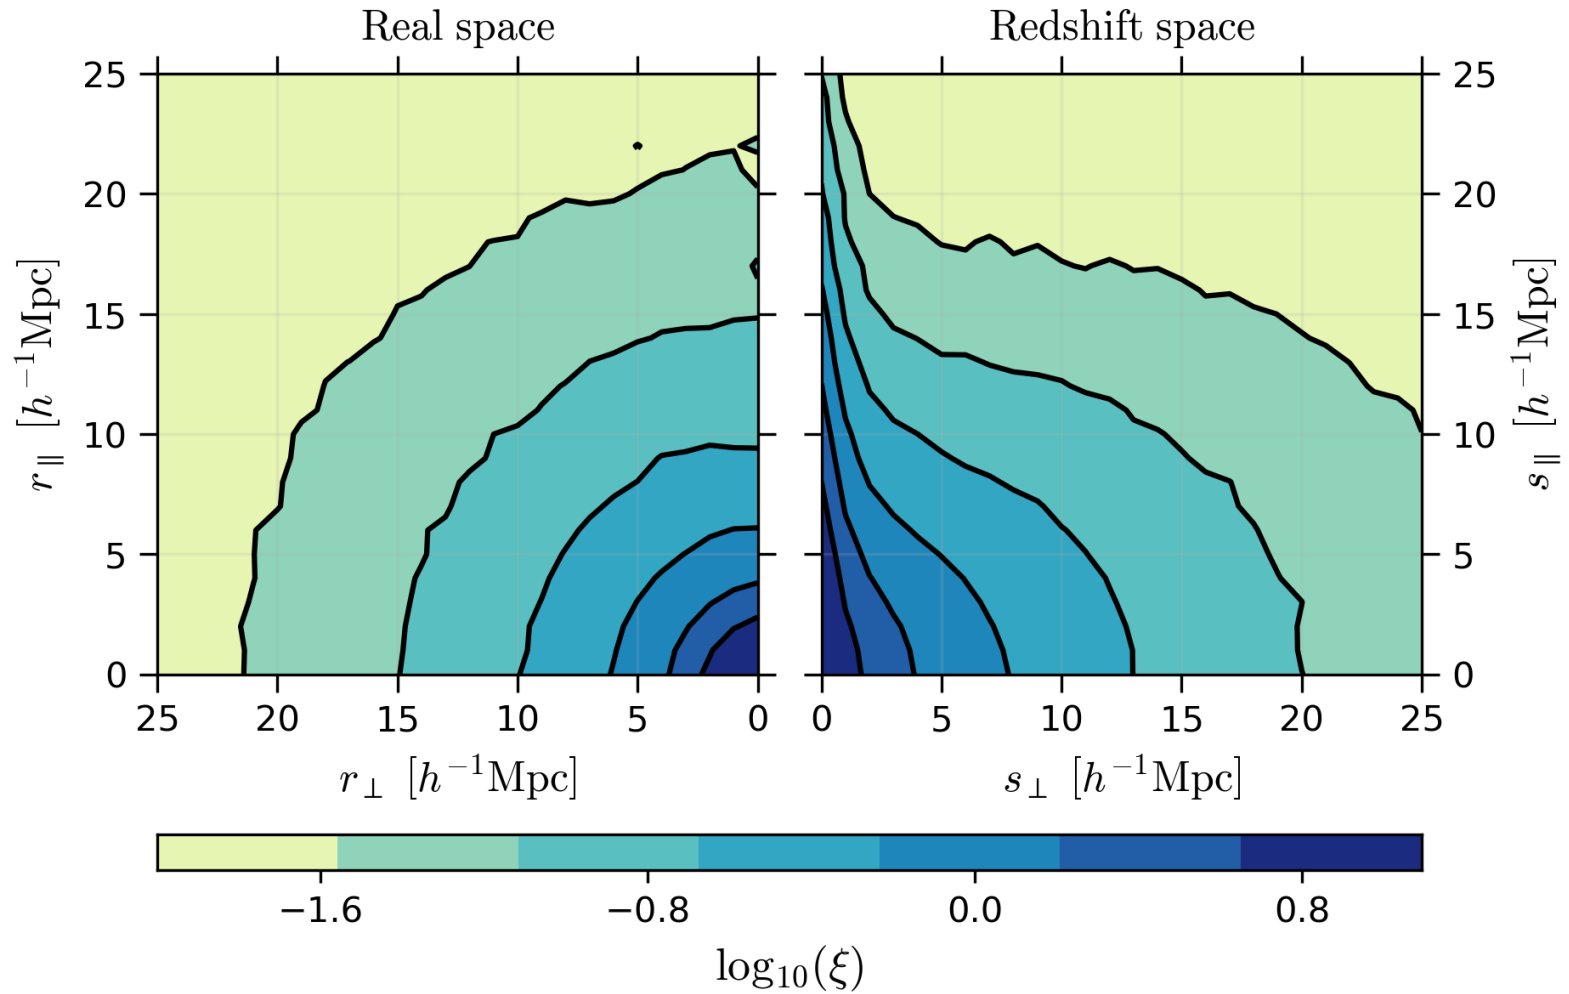 Real space
Redshift space
25
20
15
10
5
0
r∥ [h⁻¹Mpc]
25
20
15
10
5
0
s∥ [h⁻¹Mpc]
25 20 15 10 5 0
0 5 10 15 20 25
r⊥ [h⁻¹Mpc]
s⊥ [h⁻¹Mpc]
−1.6 −0.8 0.0 0.8
log₁₀(ξ)